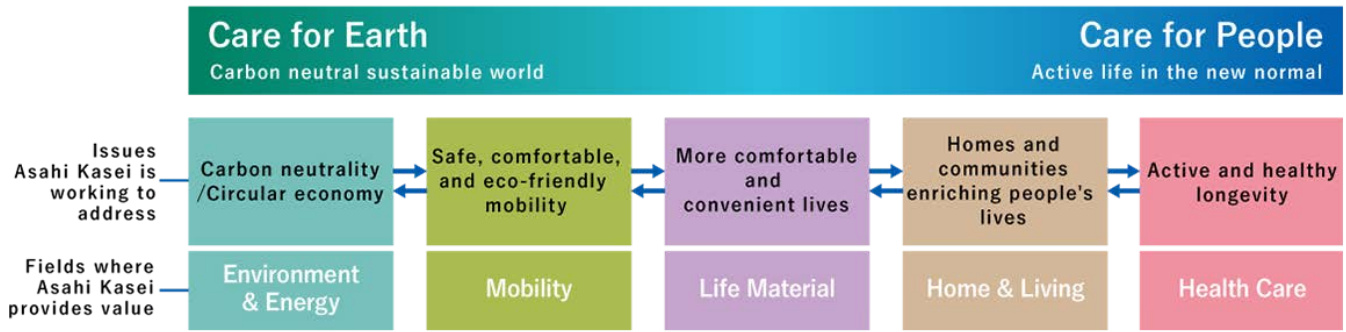 Care for Earth
Carbon neutral sustainable world
Care for People
Active life in the new normal
Issues
Asahi Kasei is
working to
address
Carbon neutrality
/Circular economy
Safe, comfortable,
and eco-friendly
mobility
More comfortable
and
convenient lives
Homes and
communities
enriching people's
lives
Active and healthy
longevity
Fields where
Asahi Kasei
provides value
Environment
& Energy
Mobility
Life Material
Home & Living
Health Care